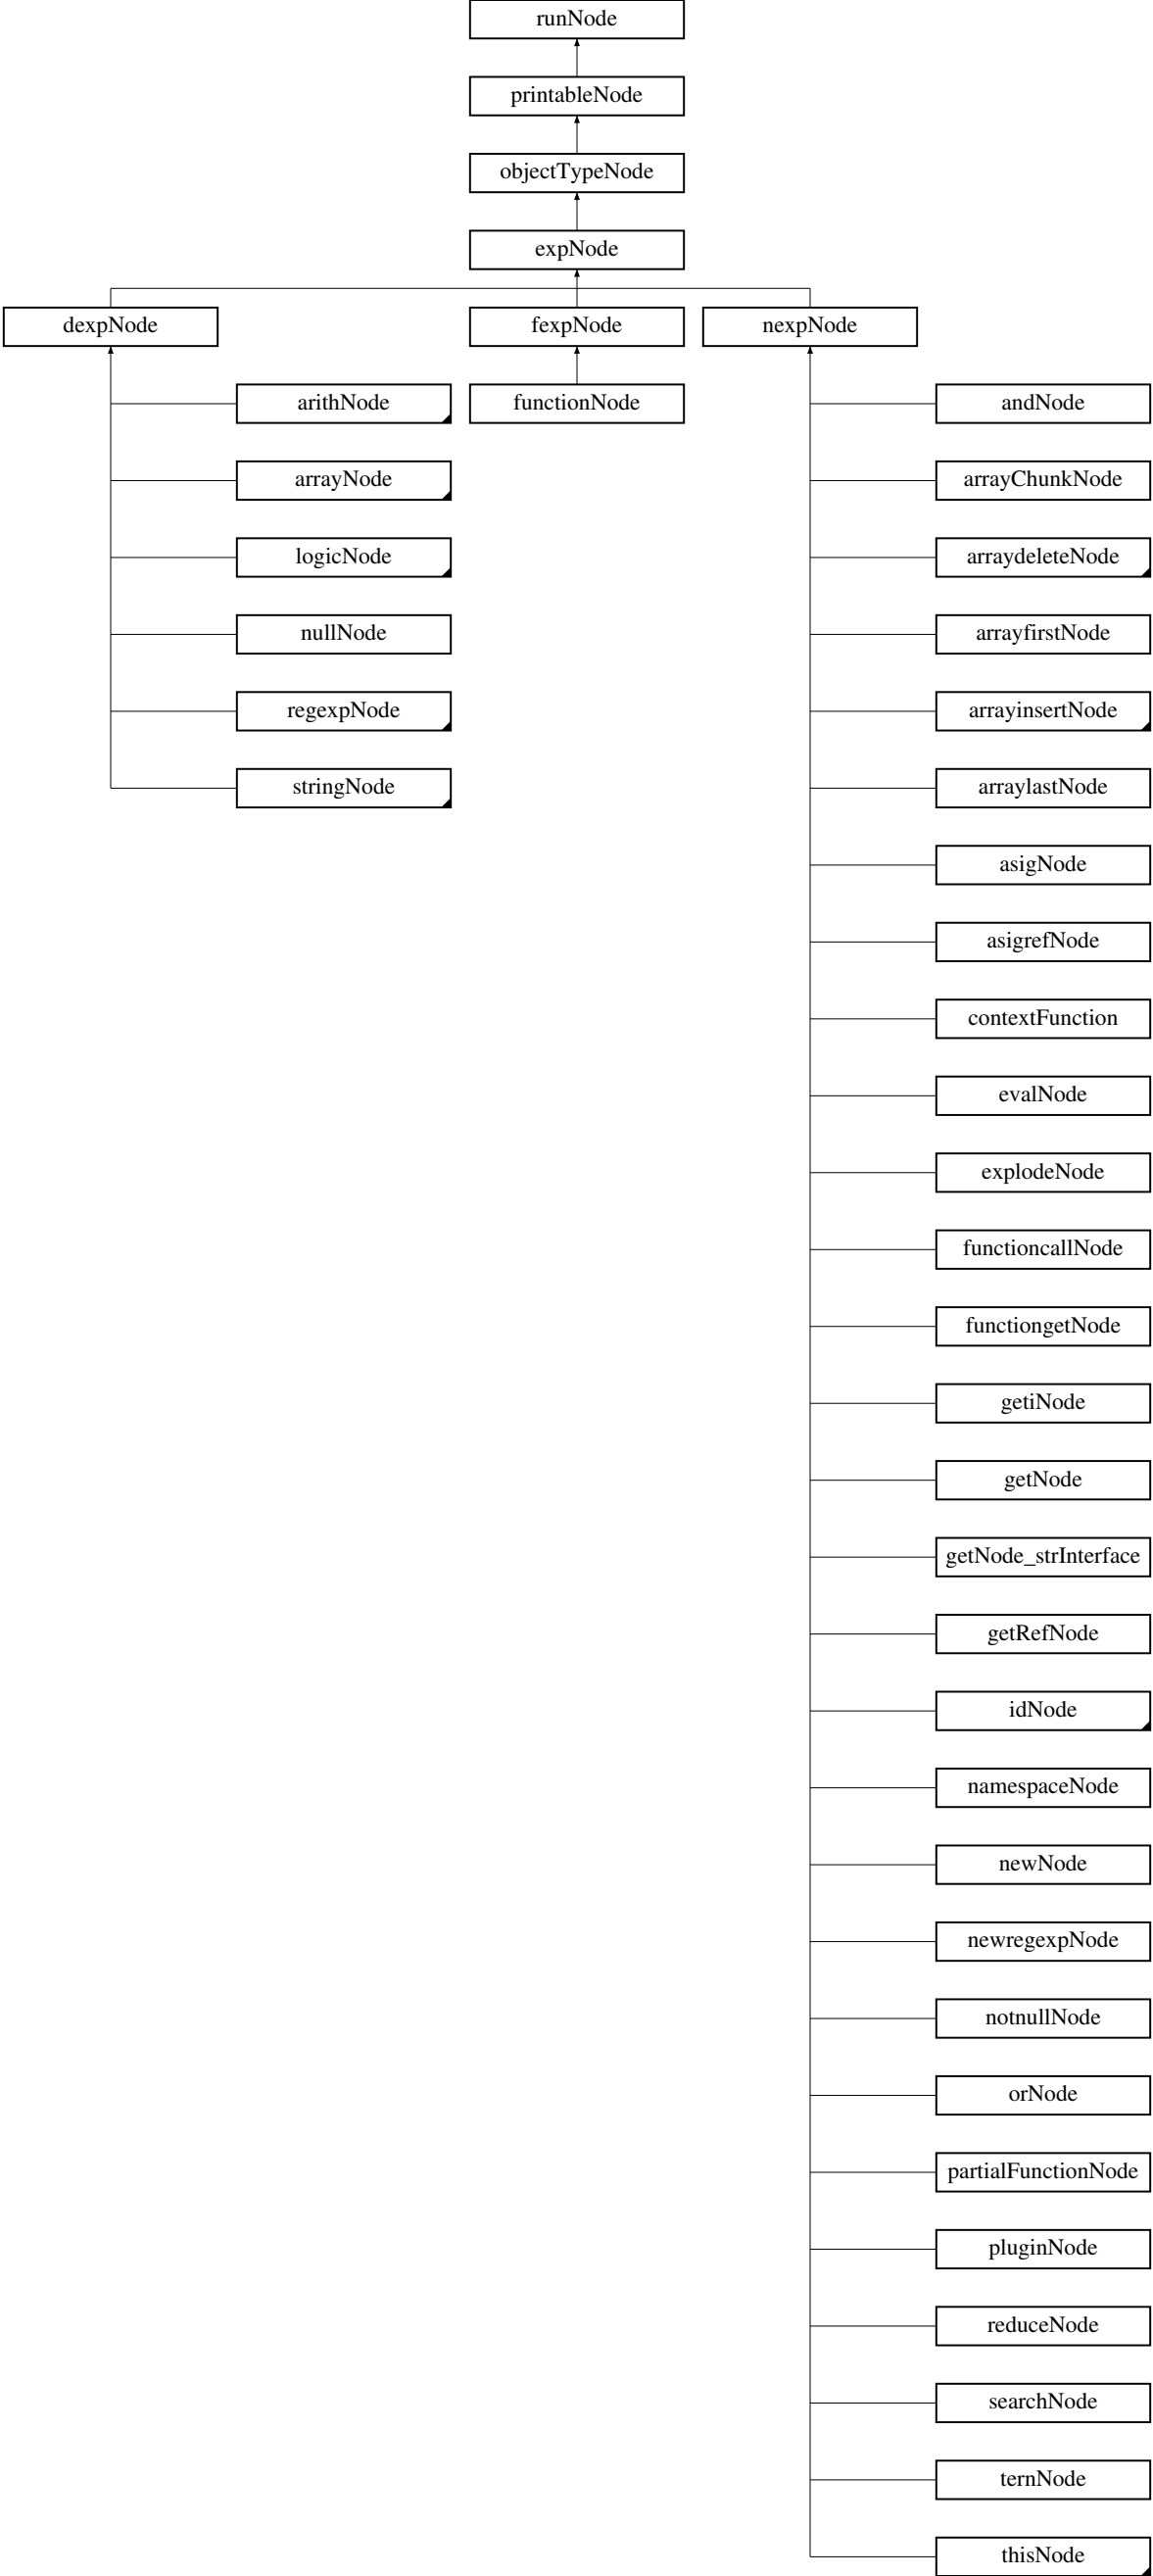 runNode
printableNode
objectTypeNode
expNode
dexpNode
fexpNode
nexpNode
arithNode
functionNode
andNode
arrayNode
arrayChunkNode
logicNode
arraydeleteNode
nullNode
arrayfirstNode
regexpNode
arrayinsertNode
stringNode
arraylastNode
asigNode
asigrefNode
contextFunction
evalNode
explodeNode
functioncallNode
functiongetNode
getiNode
getNode
getNode_strInterface
getRefNode
idNode
namespaceNode
newNode
newregexpNode
notnullNode
orNode
partialFunctionNode
pluginNode
reduceNode
searchNode
ternNode
thisNode